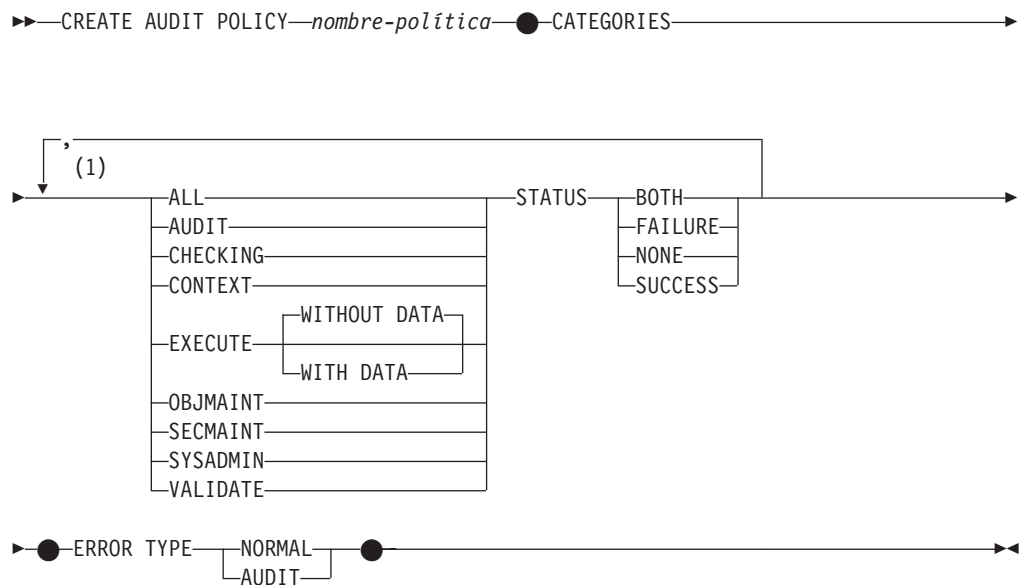 CREATE AUDIT POLICY nombre-política CATEGORIES
,
(1)
ALL STATUS BOTH
AUDIT FAILURE
CHECKING NONE
CONTEXT SUCCESS
WITHOUT DATA
EXECUTE
WITH DATA
OBJMAINT
SECMAINT
SYSADMIN
VALIDATE
ERROR TYPE NORMAL
AUDIT